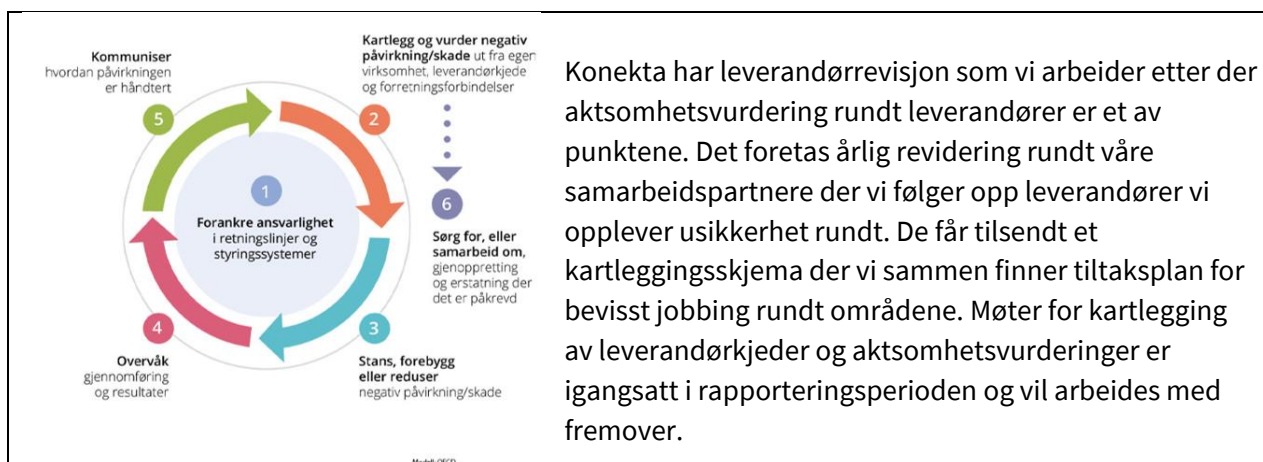 Kommuniser
hvordan påvirkningen
er håndtert
5
Kartlegg og vurder negativ
påvirkning/skade ut fra egen
virksomhet, leverandørkjede
og forretningsforbindelser
2
1
Forankre ansvarlighet
i retningslinjer og
styringssystemer
6
Sørg for, eller
samarbeid om,
gjenoppretting
og erstatning der
det er påkrevd
4
Overvåk
gjennomføring
og resultater
3
Stans, forebygg
eller reduser
negativ påvirkning/skade
Konekta har leverandørrevisjon som vi arbeider etter der
aktsomhetsvurdering rundt leverandører er et av
punktene. Det foretas årlig revidering rundt våre
samarbeidspartnere der vi følger opp leverandører vi
opplever usikkerhet rundt. De får tilsendt et
kartleggingsskjema der vi sammen finner tiltaksplan for
bevisst jobbing rundt områdene. Møter for kartlegging
av leverandørkjeder og aktsomhetsvurderinger er
igangsatt i rapporteringsperioden og vil arbeides med
fremover.